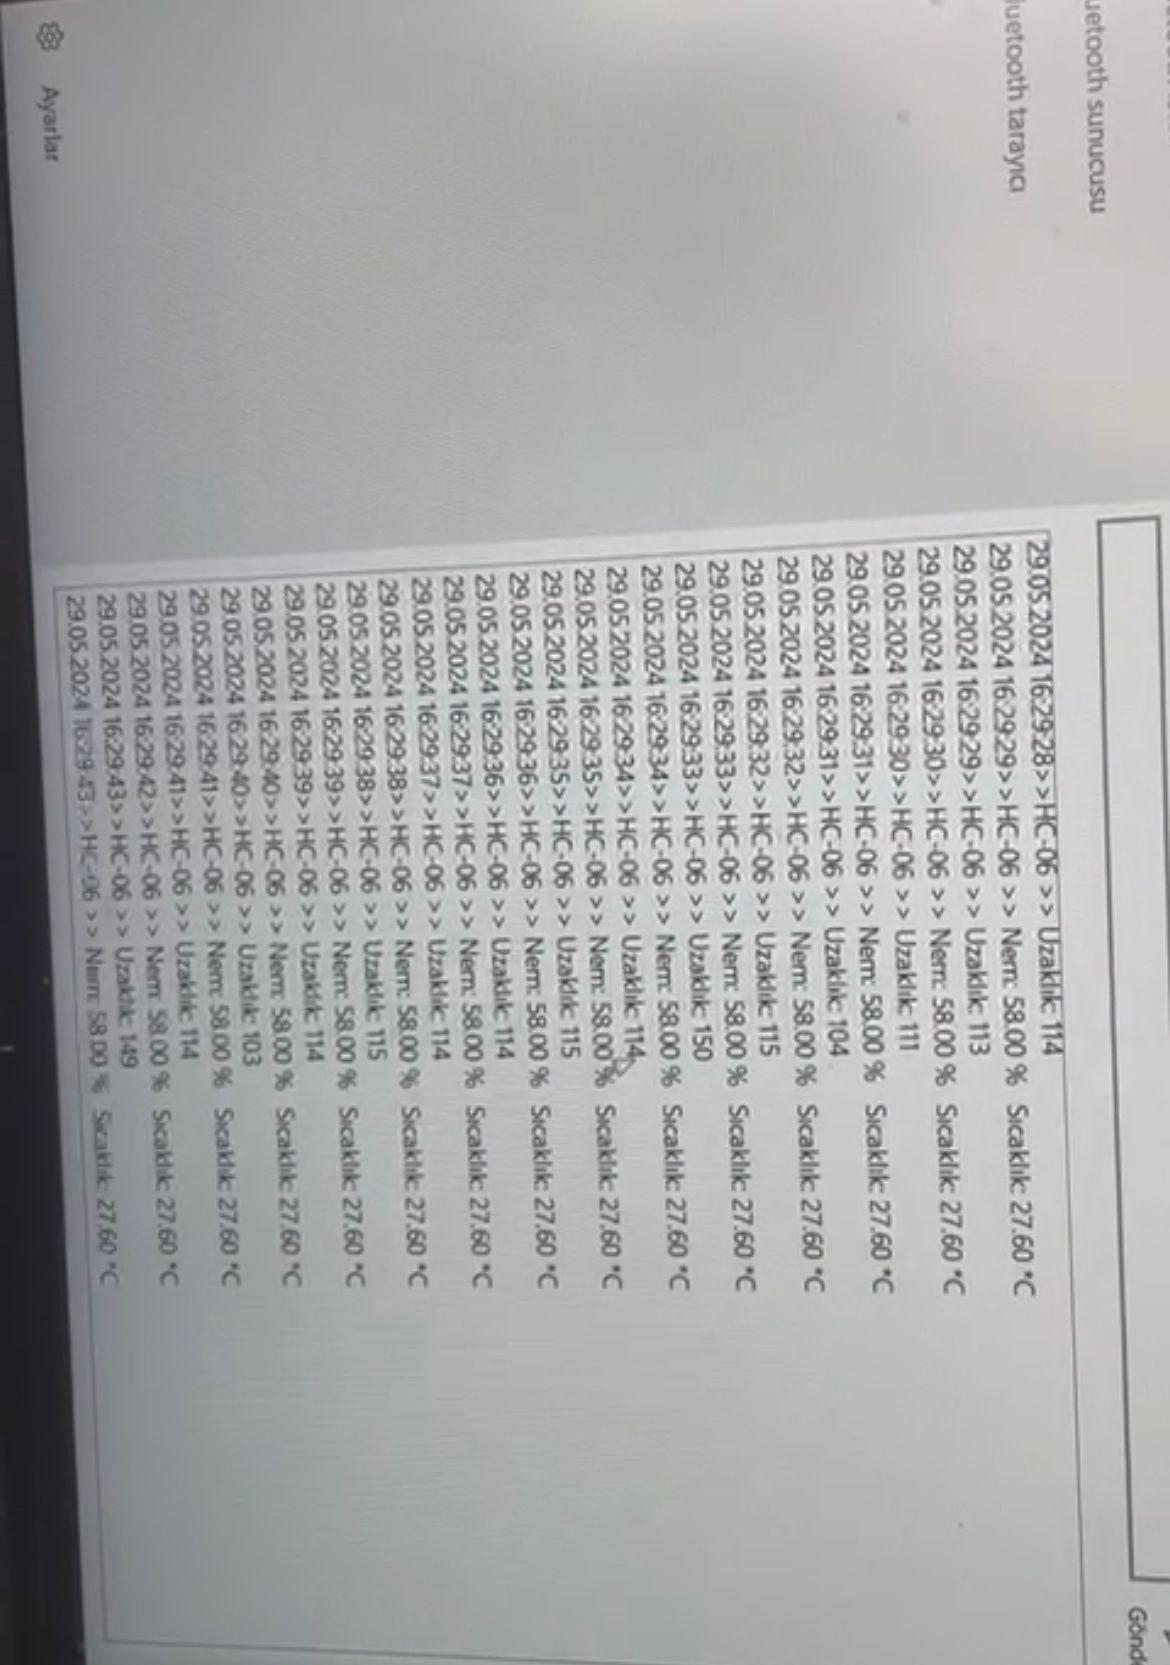 uetooth sunucusu
luetooth tarayıcı
Ayarlar
Gönde
29.05.2024 16:29:28>>HC-06 >> Uzaklık: 114
29.05.2024 16:29:29>>HC-06 >> Nem: 58.00 % Sıcaklık: 27.60 °C
29.05.2024 16:29:29>>HC-06 >> Uzaklık: 113
29.05.2024 16:29:30>>HC-06 >> Nem: 58.00 % Sıcaklık: 27.60 °C
29.05.2024 16:29:30>>HC-06 >> Uzaklık: 111
29.05.2024 16:29:31>>HC-06 >> Nem: 58.00 % Sıcaklık: 27.60 °C
29.05.2024 16:29:31>>HC-06 >> Uzaklık: 104
29.05.2024 16:29:32>>HC-06 >> Nem: 58.00 % Sıcaklık: 27.60 °C
29.05.2024 16:29:32>>HC-06 >> Uzaklık: 115
29.05.2024 16:29:33>>HC-06 >> Nem: 58.00 % Sıcaklık: 27.60 °C
29.05.2024 16:29:33>>HC-06 >> Uzaklık: 150
29.05.2024 16:29:34>>HC-06 >> Nem: 58.00 % Sıcaklık: 27.60 °C
29.05.2024 16:29:34>>HC-06 >> Uzaklık: 114
29.05.2024 16:29:35>>HC-06 >> Nem: 58.00 % Sıcaklık: 27.60 °C
29.05.2024 16:29:35>>HC-06 >> Uzaklık: 115
29.05.2024 16:29:36>>HC-06 >> Nem: 58.00 % Sıcaklık: 27.60 °C
29.05.2024 16:29:36>>HC-06 >> Uzaklık: 114
29.05.2024 16:29:37>>HC-06 >> Nem: 58.00 % Sıcaklık: 27.60 °C
29.05.2024 16:29:37>>HC-06 >> Uzaklık: 114
29.05.2024 16:29:38>>HC-06 >> Nem: 58.00 % Sıcaklık: 27.60 °C
29.05.2024 16:29:38>>HC-06 >> Uzaklık: 115
29.05.2024 16:29:39>>HC-06 >> Nem: 58.00 % Sıcaklık: 27.60 °C
29.05.2024 16:29:39>>HC-06 >> Uzaklık: 114
29.05.2024 16:29:40>>HC-06 >> Nem: 58.00 % Sıcaklık: 27.60 °C
29.05.2024 16:29:40>>HC-06 >> Uzaklık: 103
29.05.2024 16:29:41>>HC-06 >> Nem: 58.00 % Sıcaklık: 27.60 °C
29.05.2024 16:29:41>>HC-06 >> Uzaklık: 114
29.05.2024 16:29:42>>HC-06 >> Nem: 58.00 % Sıcaklık: 27.60 °C
29.05.2024 16:29:43>>HC-06 >> Uzaklık: 149
29.05.2024 16:29:43>>HC-06 >> Nem: 58.00 % Sıcaklık: 27.60 °C